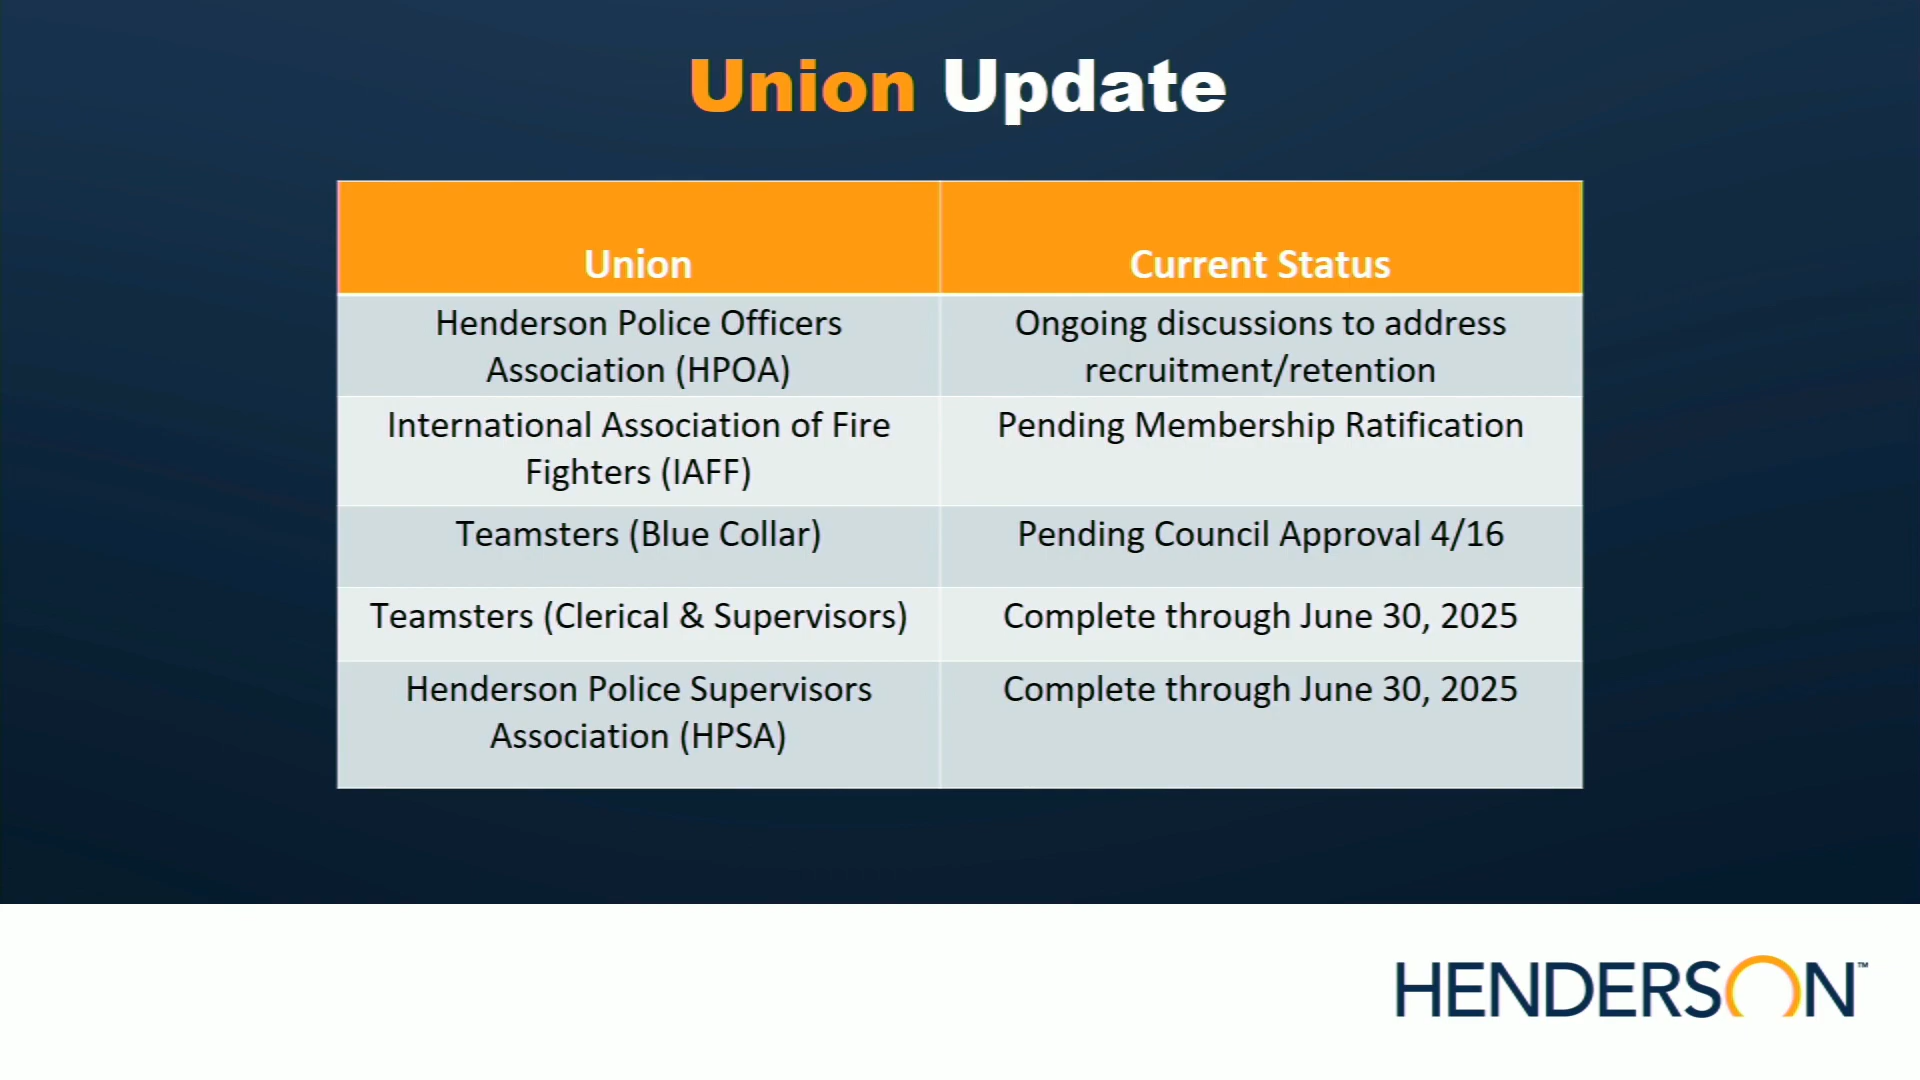 Union Update
Union
Current Status
Henderson Police Officers
Association (HPOA)
Ongoing discussions to address
recruitment/retention
International Association of Fire
Fighters (IAFF)
Pending Membership Ratification
Teamsters (Blue Collar)
Pending Council Approval 4/16
Teamsters (Clerical & Supervisors)
Complete through June 30, 2025
Henderson Police Supervisors
Association (HPSA)
Complete through June 30, 2025
HENDERSON™